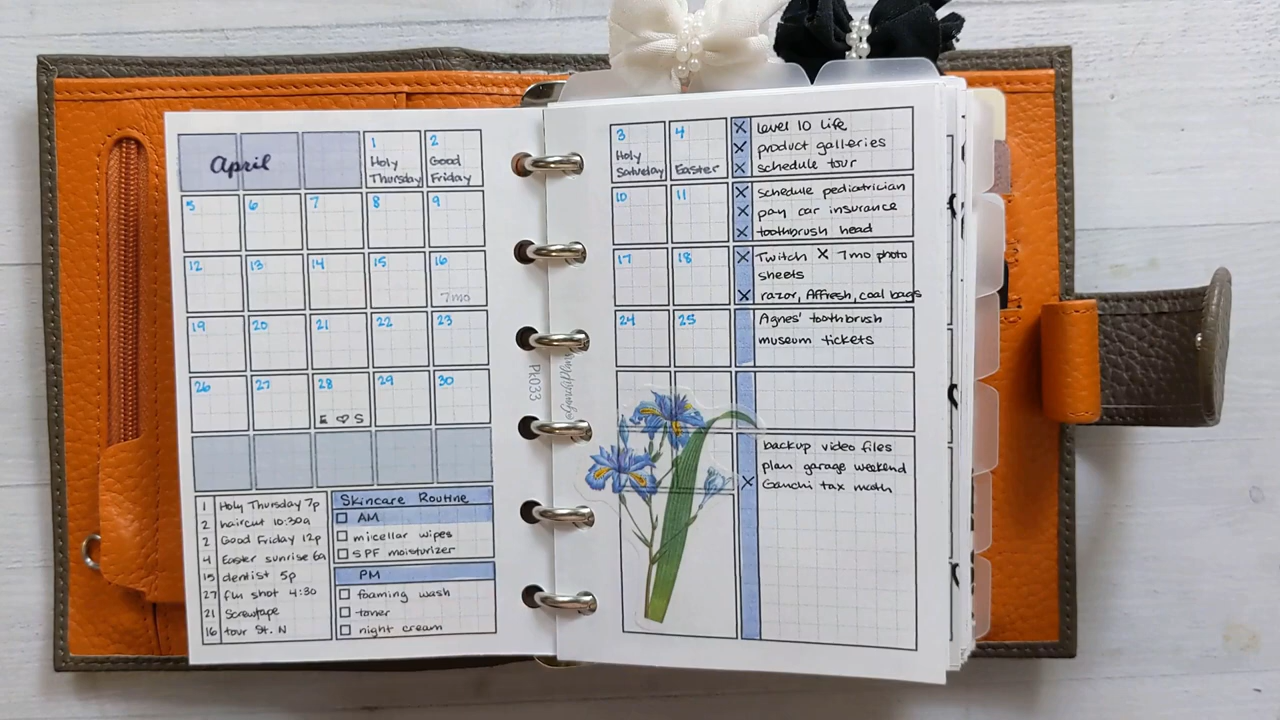 April
1 2
Holy Thursday
Good Friday
5 6 7 8 9
12 13 14 15 16
7mo
19 20 21 22 23
26 27 28 29 30
E ♡ S
1 Holy Thursday 7p
2 haircut 10:30a
2 Good Friday 12p
4 Easter sunrise 6a
15 dentist 5p
27 flu shot 4:30
21 Screwtape
16 tour St. N
Skincare Routine
AM
micellar wipes
SPF moisturizer
PM
foaming wash
toner
night cream
PL033
3 4
Holy Saturday
Easter
10 11
17 18
24 25
X level 10 life
X product galleries
X schedule tour
X schedule pediatrician
X pay car insurance
X toothbrush head
X Twitch X 7mo photo
sheets
X razor, Affresh, coal bags
Agnes' toothbrush
museum tickets
backup video files
plan garage weekend
X Ganchi tax math